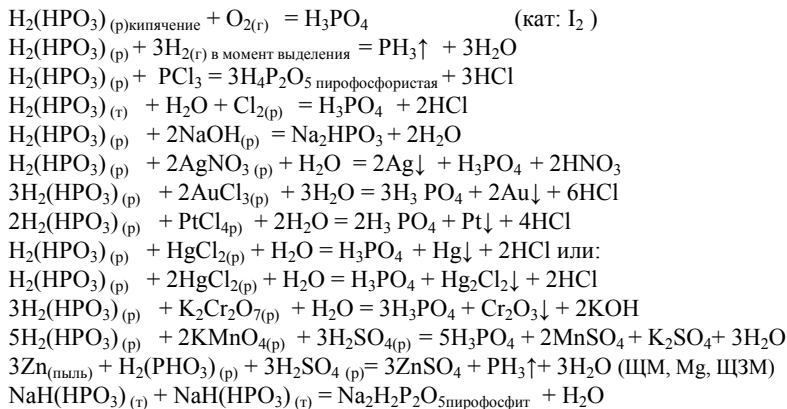 H₂(HPO₃) (р)кипячение + O₂(г) = H₃PO₄ (кат: I₂ )
H₂(HPO₃) (р) + 3H₂(г) в момент выделения = PH₃↑ + 3H₂O
H₂(HPO₃) (р) + PCl₃ = 3H₄P₂O₅ пирофосфористая + 3HCl
H₂(HPO₃) (т) + H₂O + Cl₂(р) = H₃PO₄ + 2HCl
H₂(HPO₃) (р) + 2NaOH(р) = Na₂HPO₃ + 2H₂O
H₂(HPO₃) (р) + 2AgNO₃ (р) + H₂O = 2Ag↓ + H₃PO₄ + 2HNO₃
3H₂(HPO₃) (р) + 2AuCl₃(р) + 3H₂O = 3H₃ PO₄ + 2Au↓ + 6HCl
2H₂(HPO₃) (р) + PtCl₄р) + 2H₂O = 2H₃ PO₄ + Pt↓ + 4HCl
H₂(HPO₃) (р) + HgCl₂(р) + H₂O = H₃PO₄ + Hg↓ + 2HCl или:
H₂(HPO₃) (р) + 2HgCl₂(р) + H₂O = H₃PO₄ + Hg₂Cl₂↓ + 2HCl
3H₂(HPO₃) (р) + K₂Cr₂O₇(р) + H₂O = 3H₃PO₄ + Cr₂O₃↓ + 2KOH
5H₂(HPO₃) (р) + 2KMnO₄(р) + 3H₂SO₄(р) = 5H₃PO₄ + 2MnSO₄ + K₂SO₄+ 3H₂O
3Zn(пыль) + H₂(PHO₃) (р) + 3H₂SO₄ (р)= 3ZnSO₄ + PH₃↑+ 3H₂O (ЩМ, Mg, ЩЗМ)
NaH(HPO₃) (т) + NaH(HPO₃) (т) = Na₂H₂P₂O₅пирофосфит + H₂O